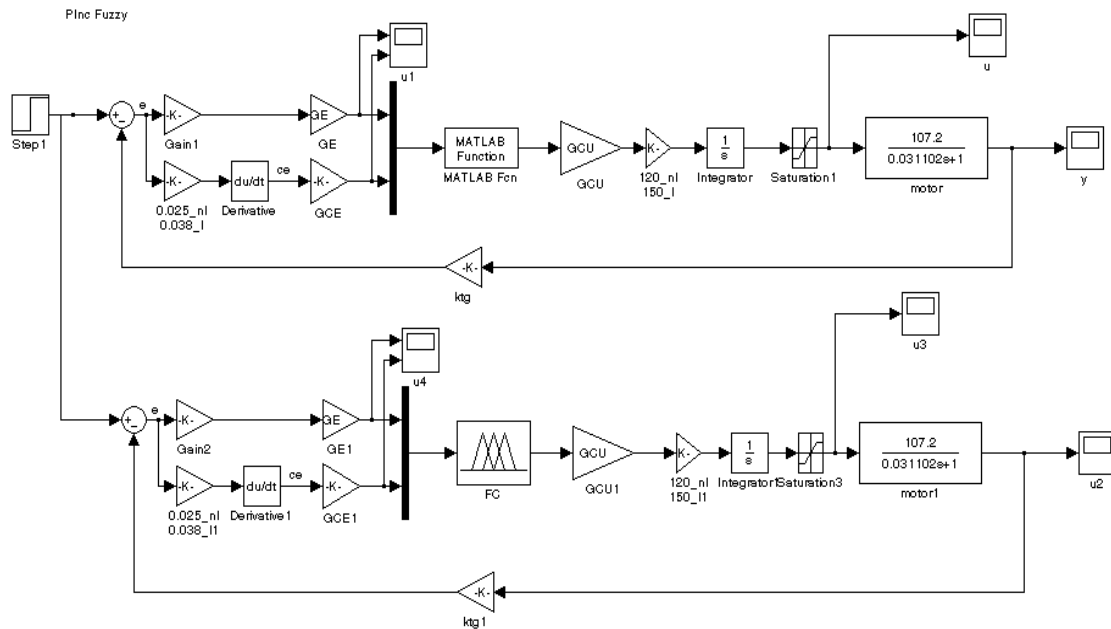 PInc Fuzzy
u1
u
Step1
+
-
e
-K-
Gain1
GE
GE
MATLAB
Function
MATLAB Fcn
GCU
GCU
K-
120_nl
150_l
1
s
Integrator
Saturation1
107.2
0.031102s+1
motor
y
-K-
0.025_nl
0.038_l
du/dt
Derivative
ce
-K-
GCE
-K-
ktg
u3
u4
+
-
e
-K-
Gain2
GE
GE1
FC
GCU
GCU1
K-
120_nl
150_l1
1
s
Integrator1
Saturation3
107.2
0.031102s+1
motor1
u2
-K-
0.025_nl
0.038_l1
du/dt
Derivative1
ce
-K-
GCE1
-K-
ktg1